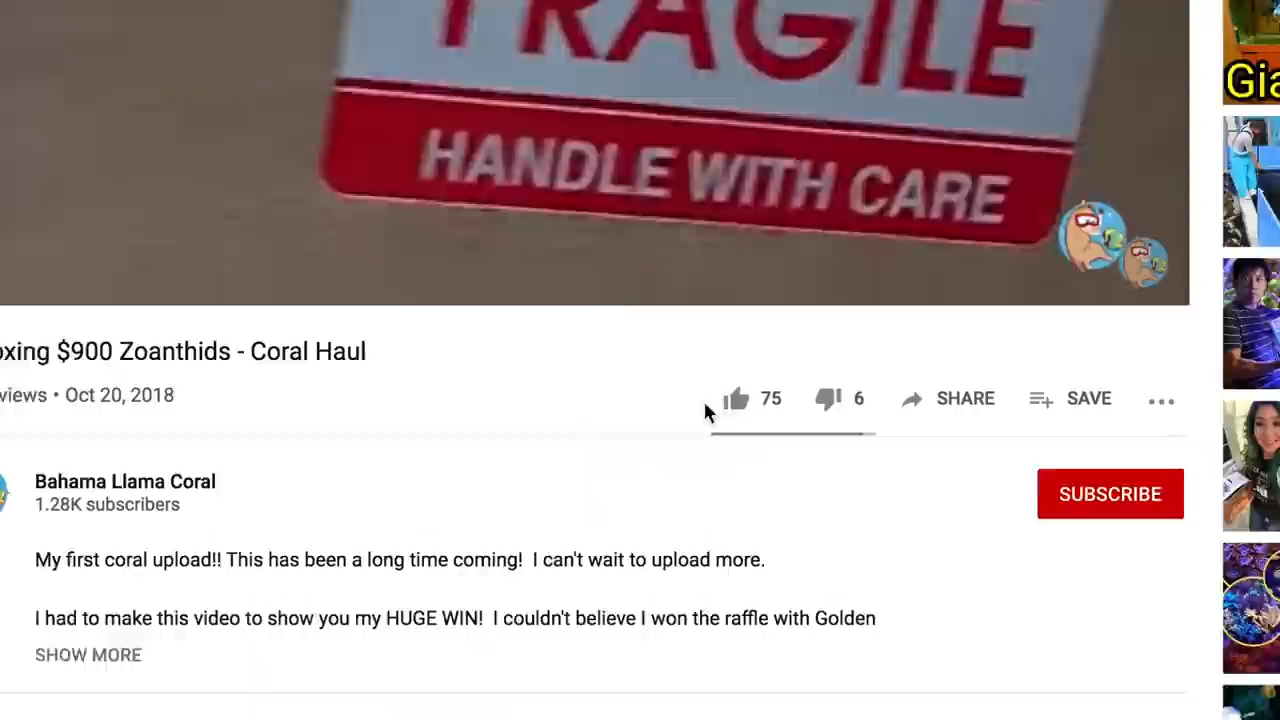 FRAGILE
HANDLE WITH CARE
Gia
oxing $900 Zoanthids - Coral Haul
views • Oct 20, 2018
75
6
SHARE
SAVE
Bahama Llama Coral
1.28K subscribers
SUBSCRIBE
My first coral upload!! This has been a long time coming!  I can't wait to upload more.
I had to make this video to show you my HUGE WIN!  I couldn't believe I won the raffle with Golden
SHOW MORE